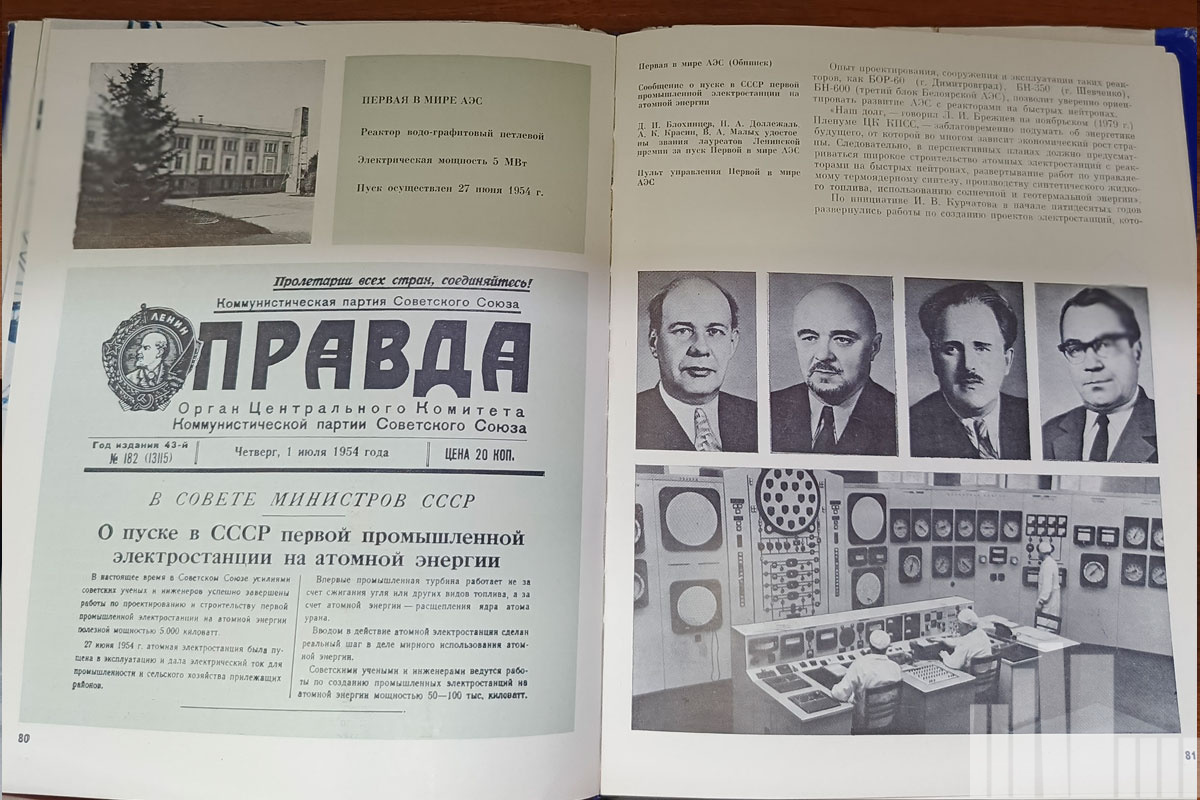 ПЕРВАЯ В МИРЕ АЭС
Реактор водо-графитовый петлевой
Электрическая мощность 5 МВт
Пуск осуществлен 27 июня 1954 г.
Пролетарии всех стран, соединяйтесь!
Коммунистическая партия Советского Союза
ЛЕНИН
ПРАВДА
Орган Центрального Комитета
Коммунистической партии Советского Союза
Год издания 43-й
№ 182 (13115)
Четверг, 1 июля 1954 года
ЦЕНА 20 КОП.
В СОВЕТЕ МИНИСТРОВ СССР
О пуске в СССР первой промышленной
электростанции на атомной энергии
В настоящее время в Советском Союзе усилиями
советских ученых и инженеров успешно завершены
работы по проектированию и строительству первой
промышленной электростанции на атомной энергии
полезной мощностью 5.000 киловатт.
27 июня 1954 г. атомная электростанция была пу-
щена в эксплуатацию и дала электрический ток для
промышленности и сельского хозяйства прилежащих
районов.
Впервые промышленная турбина работает не за
счет сжигания угля или других видов топлива, а за
счет атомной энергии — расщепления ядра атома
урана.
Вводом в действие атомной электростанции сделан
реальный шаг в деле мирного использования атом-
ной энергии.
Советскими учеными и инженерами ведутся рабо-
ты по созданию промышленных электростанций на
атомной энергии мощностью 50—100 тыс. киловатт.
80
Первая в мире АЭС (Обнинск)
Сообщение о пуске в СССР первой
промышленной электростанции на
атомной энергии
Д. И. Блохинцев, Н. А. Доллежаль,
А. К. Красин, В. А. Малых удостое-
ны звания лауреатов Ленинской
премии за пуск Первой в мире АЭС
Пульт управления Первой в мире
АЭС
Опыт проектирования, сооружения и эксплуатации таких реак-
торов, как БОР-60 (г. Димитровград), БН-350 (г. Шевченко),
БН-600 (третий блок Белоярской АЭС), позволит уверенно ориен-
тировать развитие АЭС с реакторами на быстрых нейтронах.
«Наш долг, — говорил Л. И. Брежнев на ноябрьском (1979 г.)
Пленуме ЦК КПСС, — заблаговременно подумать об энергетике
будущего, от которой во многом зависит экономический рост стра-
ны. Следовательно, в перспективных планах должно предусмат-
риваться широкое строительство атомных электростанций с реак-
торами на быстрых нейтронах, развертывание работ по управляе-
мому термоядерному синтезу, производству синтетического жидко-
го топлива, использованию солнечной и геотермальной энергии».
По инициативе И. В. Курчатова в начале пятидесятых годов
развернулись работы по созданию проектов электростанций, кото-
81